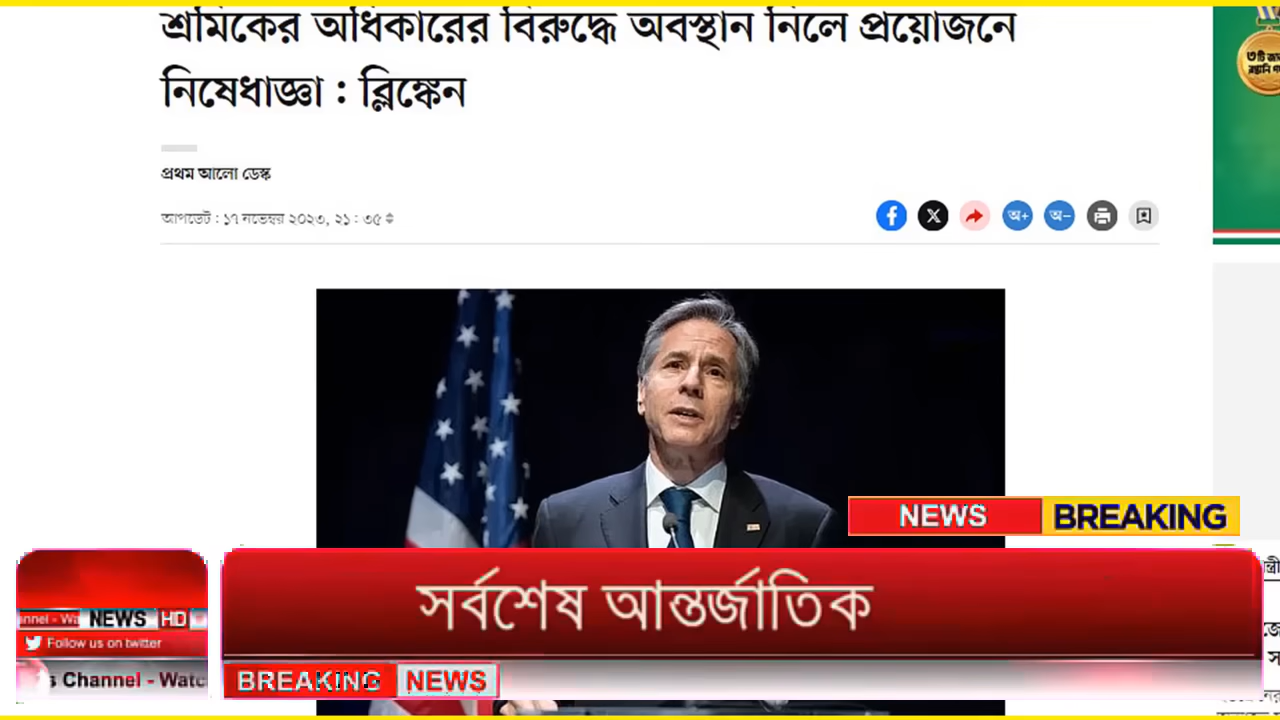 শ্রমিকের অধিকারের বিরুদ্ধে অবস্থান নিলে প্রয়োজনে
নিষেধাজ্ঞা : ব্লিঙ্কেন
প্রথম আলো ডেস্ক
আপডেট : ১৭ নভেম্বর ২০২৩, ২১ : ৩৫
অ+ অ−
৩টি
NEWS BREAKING
সর্বশেষ আন্তর্জাতিক
NEWS HD
Follow us on twitter
Channel - Watc
BREAKING NEWS